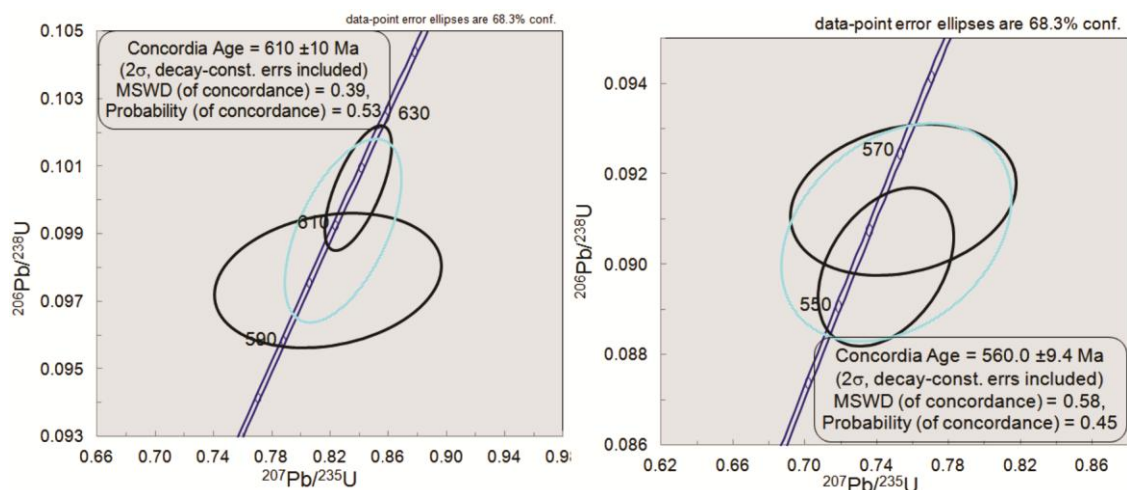 data-point error ellipses are 68.3% conf.
0.105
0.103
0.101
0.099
0.097
0.095
0.093
206Pb/238U
Concordia Age = 610 ±10 Ma
(2σ, decay-const. errs included)
MSWD (of concordance) = 0.39,
Probability (of concordance) = 0.53
630
610
590
0.66 0.70 0.74 0.78 0.82 0.86 0.90 0.94 0.98
207Pb/235U
data-point error ellipses are 68.3% conf.
0.094
0.092
0.090
0.088
0.086
206Pb/238U
570
550
Concordia Age = 560.0 ±9.4 Ma
(2σ, decay-const. errs included)
MSWD (of concordance) = 0.58,
Probability (of concordance) = 0.45
0.62 0.66 0.70 0.74 0.78 0.82 0.86
207Pb/235U